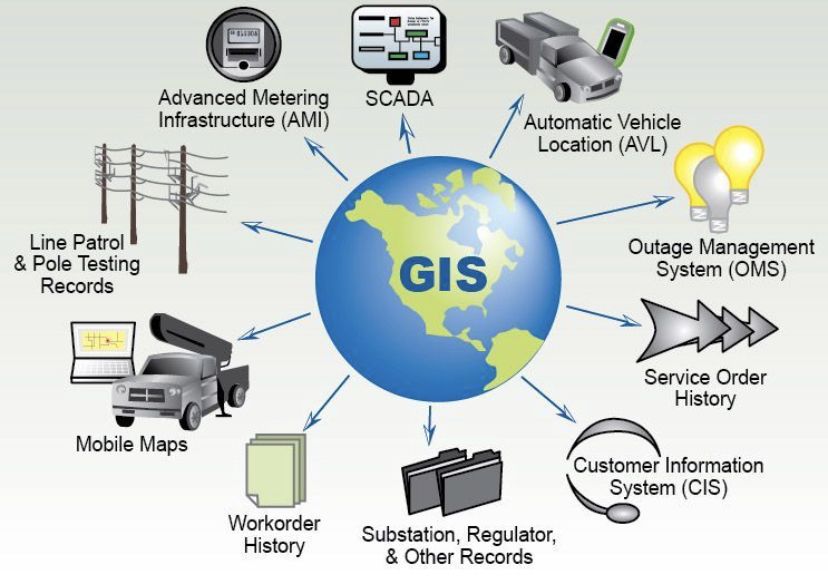 Advanced Metering
Infrastructure (AMI)
SCADA
Automatic Vehicle
Location (AVL)
Line Patrol
& Pole Testing
Records
GIS
Outage Management
System (OMS)
Mobile Maps
Service Order
History
Workorder
History
Substation, Regulator,
& Other Records
Customer Information
System (CIS)